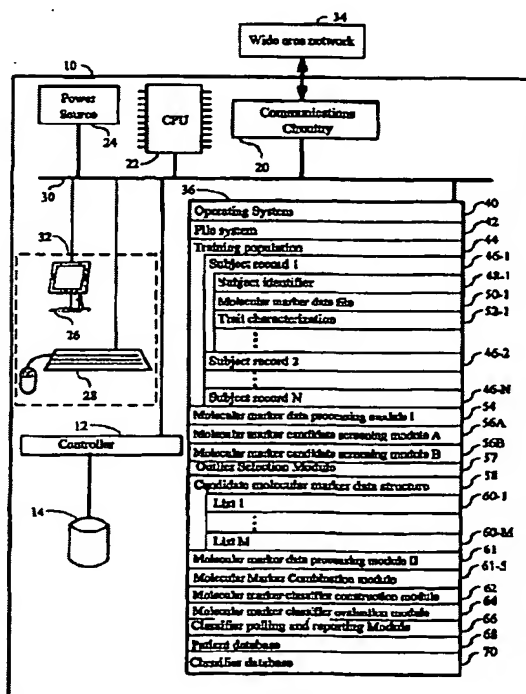 34
Wide area network
10
Power
Source
24
CPU
22
Communications
Circuitry
20
30
36
32
26
28
12
Controller
14
Operating System
40
File system
42
Training population
44
Subject record 1
46-1
Subject identifier
48-1
Molecular marker data file
50-1
Trait characterization
52-1
Subject record 2
46-2
Subject record N
46-N
Molecular marker data processing module I
54
Molecular marker candidate screening module A
56A
Molecular marker candidate screening module B
56B
Outlier Selection Module
57
Candidate molecular marker data structure
58
List 1
60-1
List M
60-M
Molecular marker data processing module II
61
Molecular Marker Combination module
61-5
Molecular marker classifier construction module
62
Molecular marker classifier evaluation module
64
Classifier polling and reporting Module
66
Patient database
68
Classifier database
70